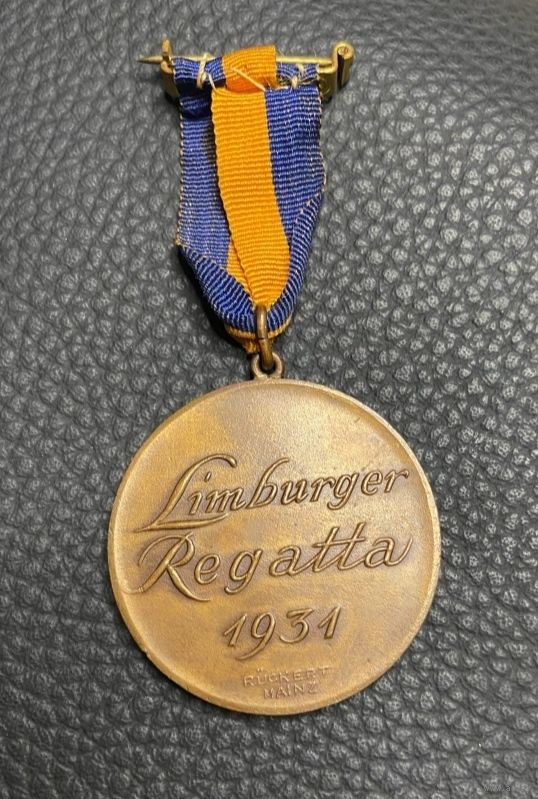 Limburger
Regatta
1931
RÜCKERT
MAINZ